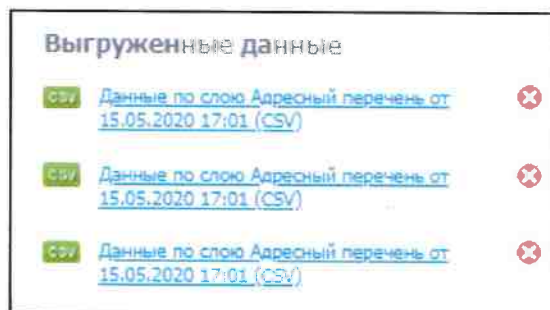 Выгруженные данные
CSV
Данные по слою Адресный перечень от
15.05.2020 17:01 (CSV)
CSV
Данные по слою Адресный перечень от
15.05.2020 17:01 (CSV)
CSV
Данные по слою Адресный перечень от
15.05.2020 17:01 (CSV)